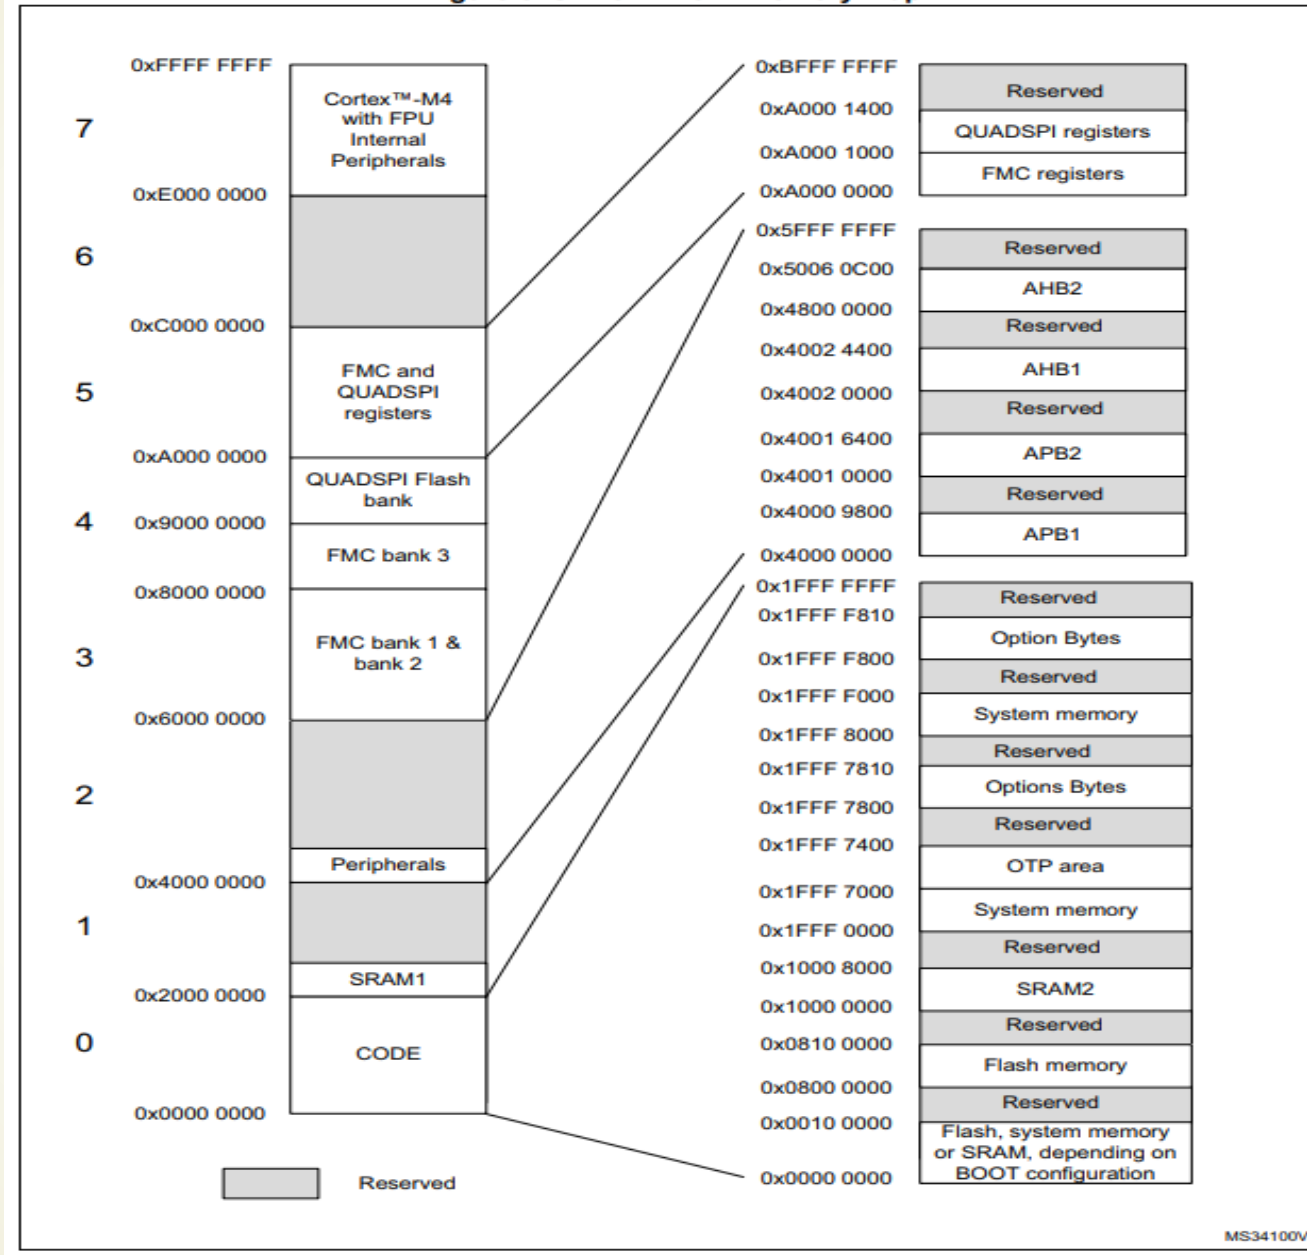 0xFFFF FFFF
7
Cortex™-M4
with FPU
Internal
Peripherals
0xE000 0000
6
0xC000 0000
5
FMC and
QUADSPI
registers
0xA000 0000
QUADSPI Flash
bank
4
0x9000 0000
FMC bank 3
0x8000 0000
3
FMC bank 1 &
bank 2
0x6000 0000
2
Peripherals
0x4000 0000
1
SRAM1
0x2000 0000
0
CODE
0x0000 0000
Reserved
0xBFFF FFFF
Reserved
0xA000 1400
QUADSPI registers
0xA000 1000
FMC registers
0xA000 0000
0x5FFF FFFF
Reserved
0x5006 0C00
AHB2
0x4800 0000
Reserved
0x4002 4400
AHB1
0x4002 0000
Reserved
0x4001 6400
APB2
0x4001 0000
Reserved
0x4000 9800
APB1
0x4000 0000
0x1FFF FFFF
Reserved
0x1FFF F810
Option Bytes
0x1FFF F800
Reserved
0x1FFF F000
System memory
0x1FFF 8000
Reserved
0x1FFF 7810
Options Bytes
0x1FFF 7800
Reserved
0x1FFF 7400
OTP area
0x1FFF 7000
System memory
0x1FFF 0000
Reserved
0x1000 8000
SRAM2
0x1000 0000
Reserved
0x0810 0000
Flash memory
0x0800 0000
Reserved
0x0010 0000
Flash, system memory
or SRAM, depending on
BOOT configuration
0x0000 0000
MS34100V